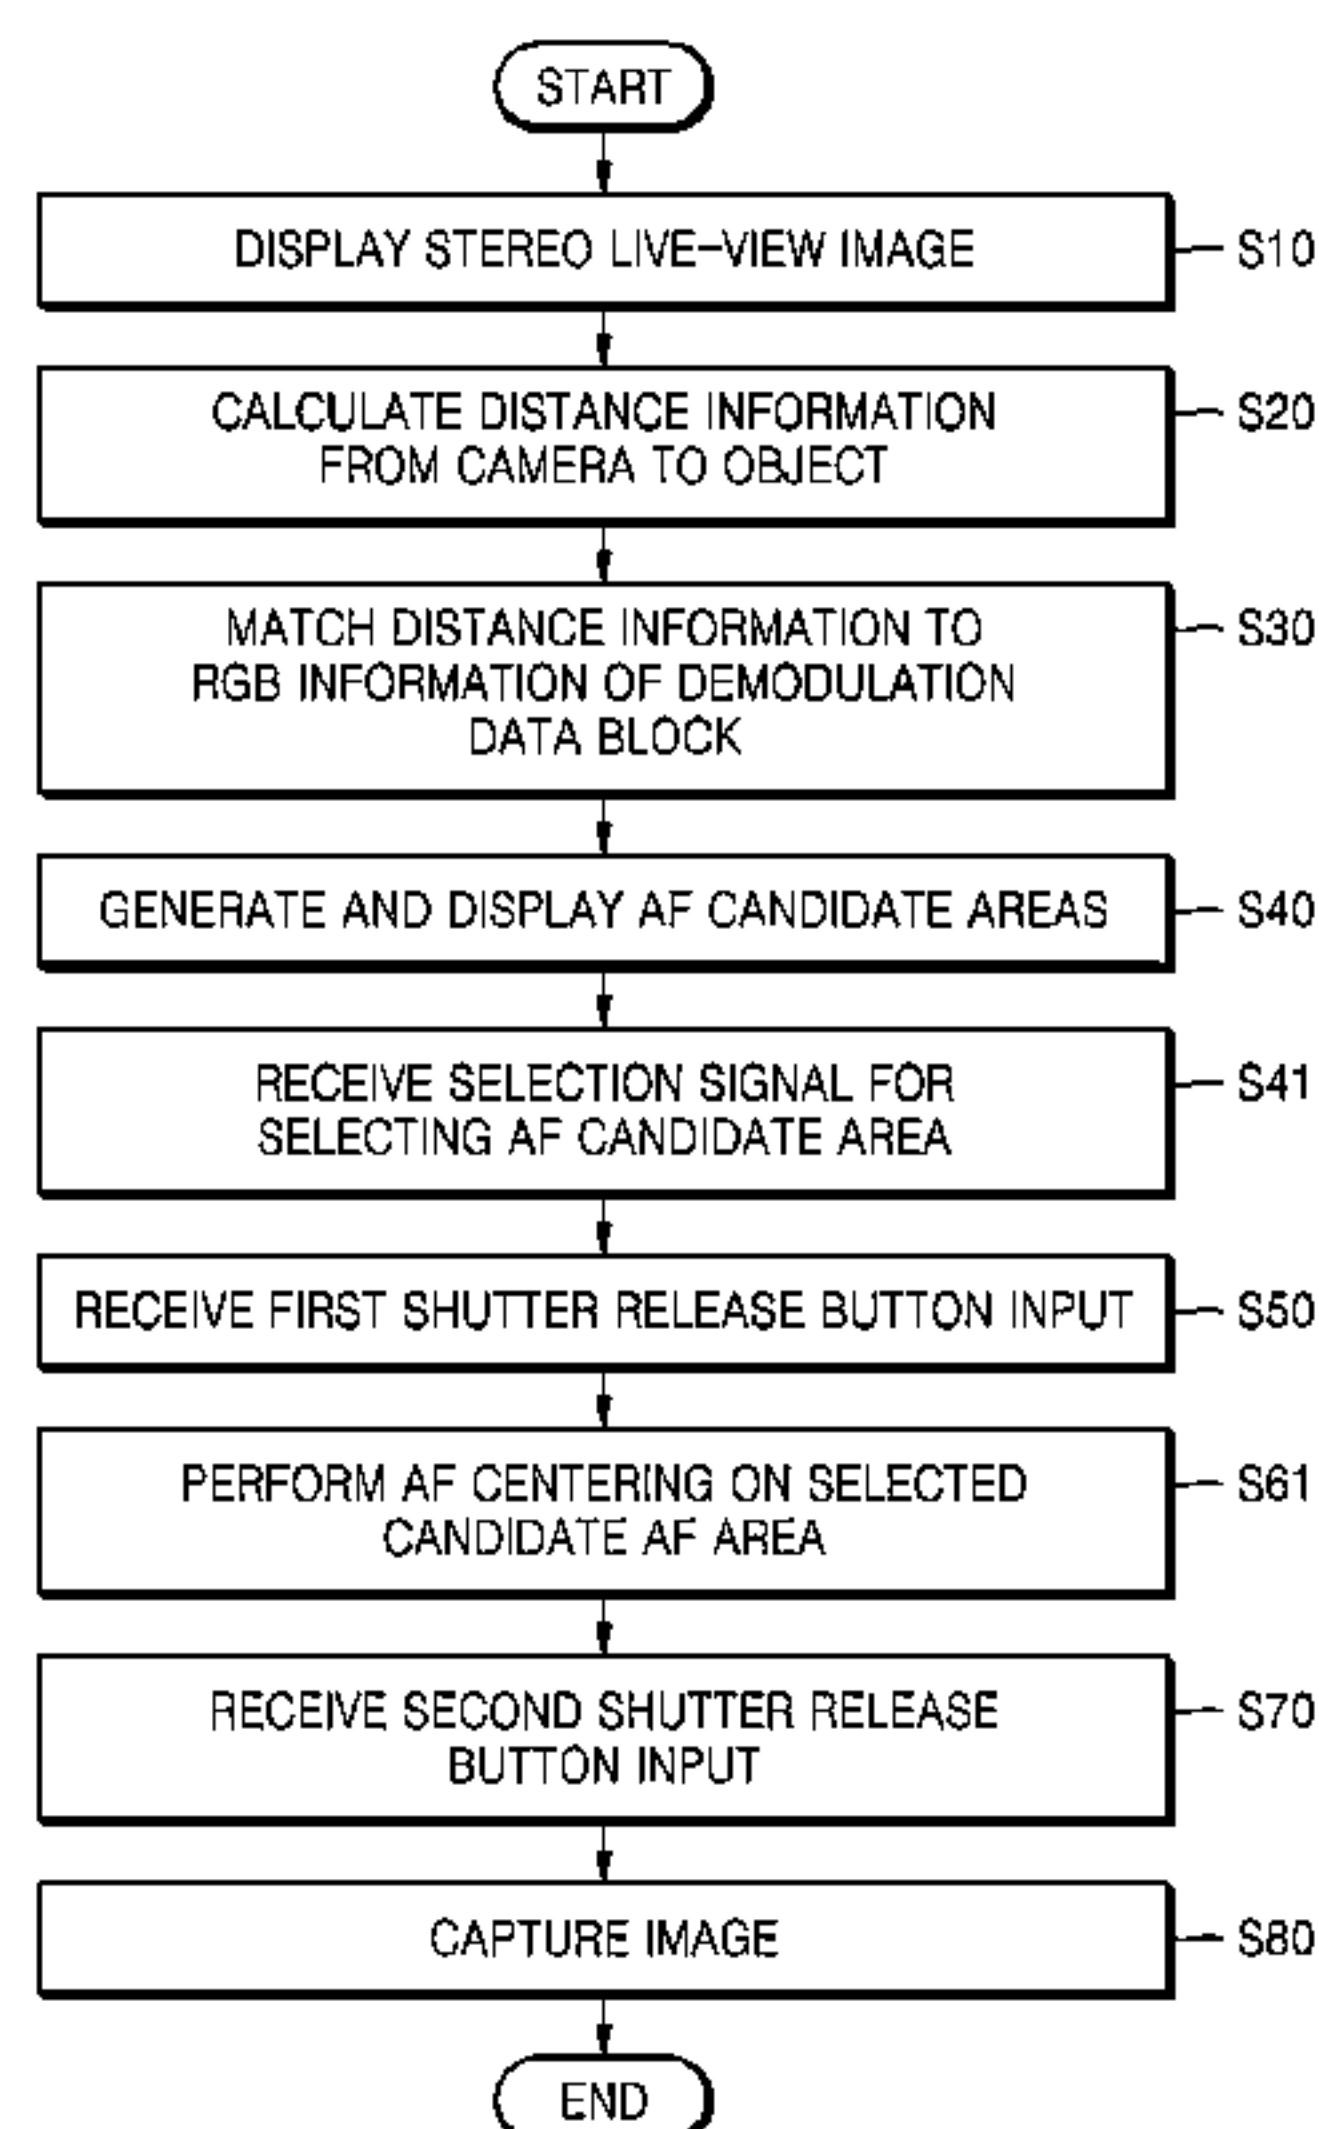 START
DISPLAY STEREO LIVE-VIEW IMAGE
S10
CALCULATE DISTANCE INFORMATION
FROM CAMERA TO OBJECT
S20
MATCH DISTANCE INFORMATION TO
RGB INFORMATION OF DEMODULATION
DATA BLOCK
S30
GENERATE AND DISPLAY AF CANDIDATE AREAS
S40
RECEIVE SELECTION SIGNAL FOR
SELECTING AF CANDIDATE AREA
S41
RECEIVE FIRST SHUTTER RELEASE BUTTON INPUT
S50
PERFORM AF CENTERING ON SELECTED
CANDIDATE AF AREA
S61
RECEIVE SECOND SHUTTER RELEASE
BUTTON INPUT
S70
CAPTURE IMAGE
S80
END